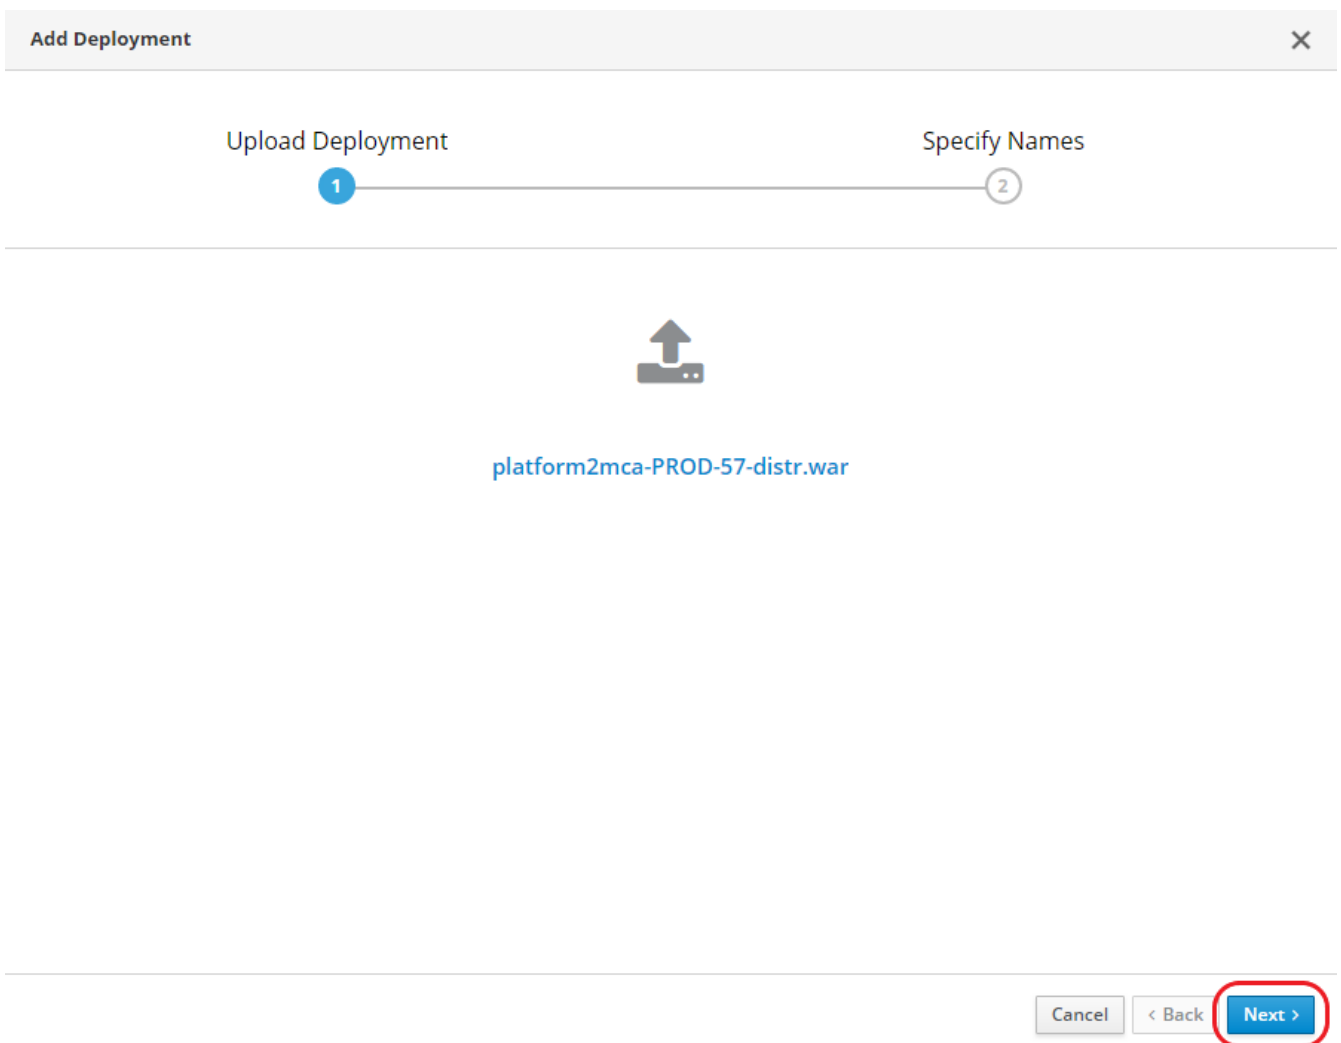 Add Deployment
Upload Deployment
Specify Names
1
2
platform2mca-PROD-57-distr.war
Cancel
< Back
Next >